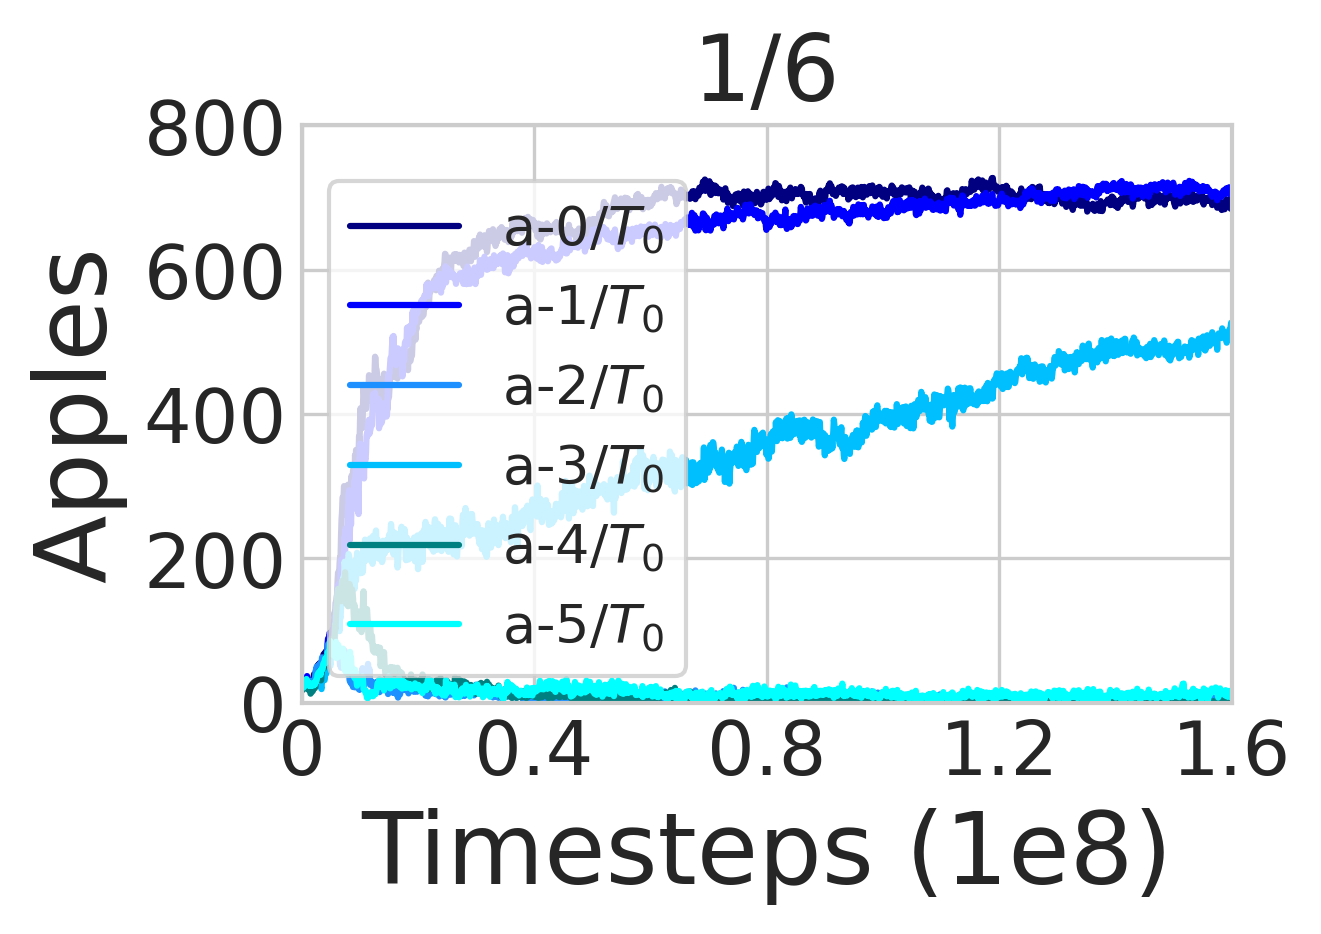 1/6
800
600
400
200
0
Apples
a-0/T₀
a-1/T₀
a-2/T₀
a-3/T₀
a-4/T₀
a-5/T₀
0 0.4 0.8 1.2 1.6
Timesteps (1e8)